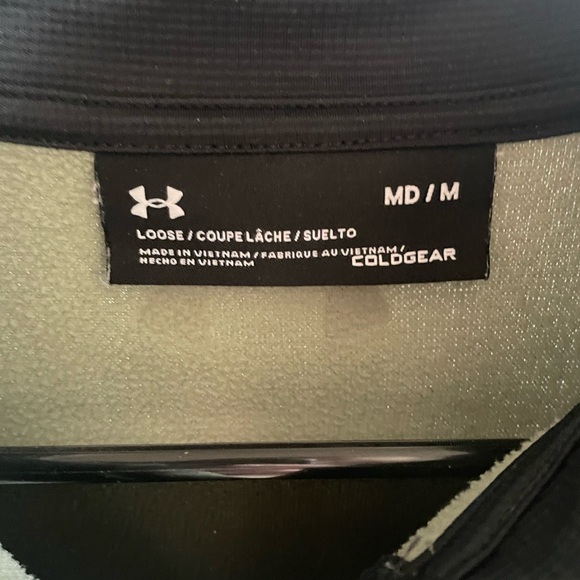 MD / M
LOOSE / COUPE LÂCHE / SUELTO
MADE IN VIETNAM / FABRIQUE AU VIETNAM /
HECHO EN VIETNAM
COLDGEAR